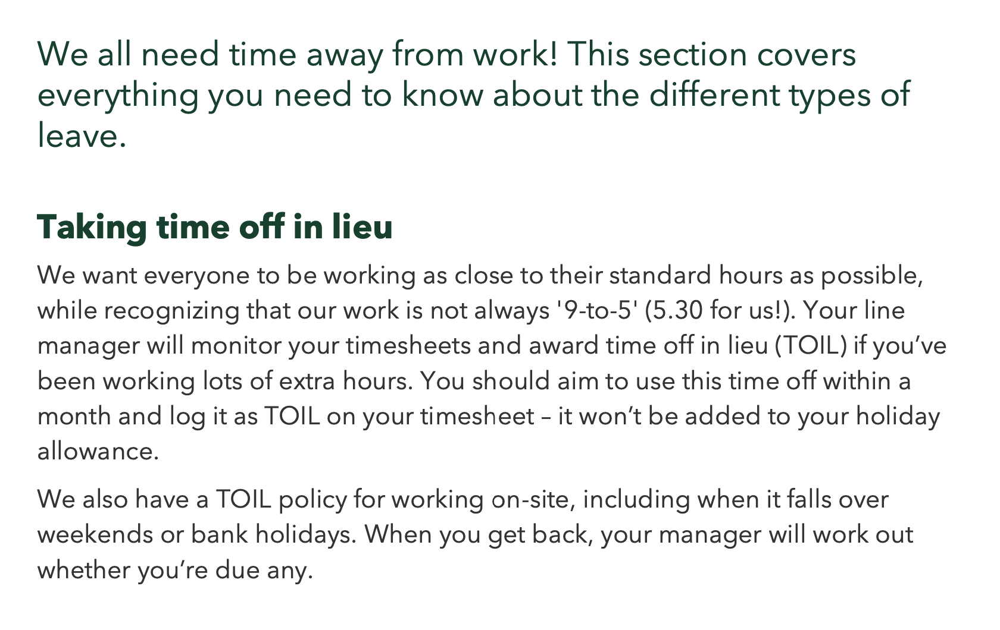 We all need time away from work! This section covers
everything you need to know about the different types of
leave.
Taking time off in lieu
We want everyone to be working as close to their standard hours as possible,
while recognizing that our work is not always '9-to-5' (5.30 for us!). Your line
manager will monitor your timesheets and award time off in lieu (TOIL) if you’ve
been working lots of extra hours. You should aim to use this time off within a
month and log it as TOIL on your timesheet – it won’t be added to your holiday
allowance.
We also have a TOIL policy for working on-site, including when it falls over
weekends or bank holidays. When you get back, your manager will work out
whether you’re due any.